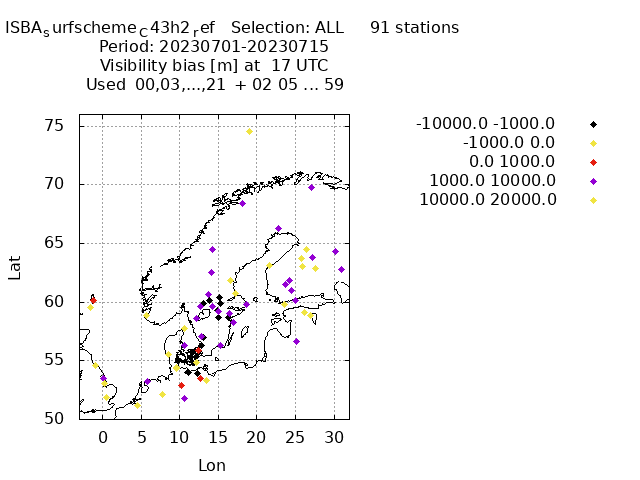 ISBAsurfschemeC43h2ref Selection: ALL 91 stations
Period: 20230701-20230715
Visibility bias [m] at 17 UTC
Used 00,03,...,21 + 02 05 ... 59
-10000.0 -1000.0
-1000.0 0.0
0.0 1000.0
1000.0 10000.0
10000.0 20000.0
75
70
65
60
55
50
Lat
0 5 10 15 20 25 30
Lon